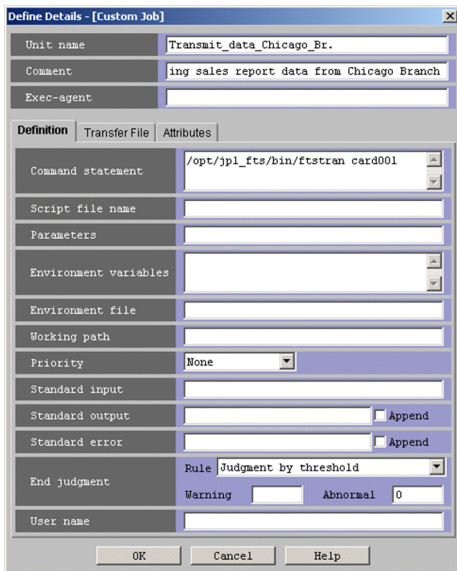 Define Details - [Custom Job]
Unit name Transmit_data_Chicago_Br.
Comment ing sales report data from Chicago Branch
Exec-agent
Definition Transfer File Attributes
Command statement /opt/jp1_fts/bin/ftstran card001
Script file name
Parameters
Environment variables
Environment file
Working path
Priority None
Standard input
Standard output Append
Standard error Append
End judgment Rule Judgment by threshold
Warning Abnormal 0
User name
OK Cancel Help